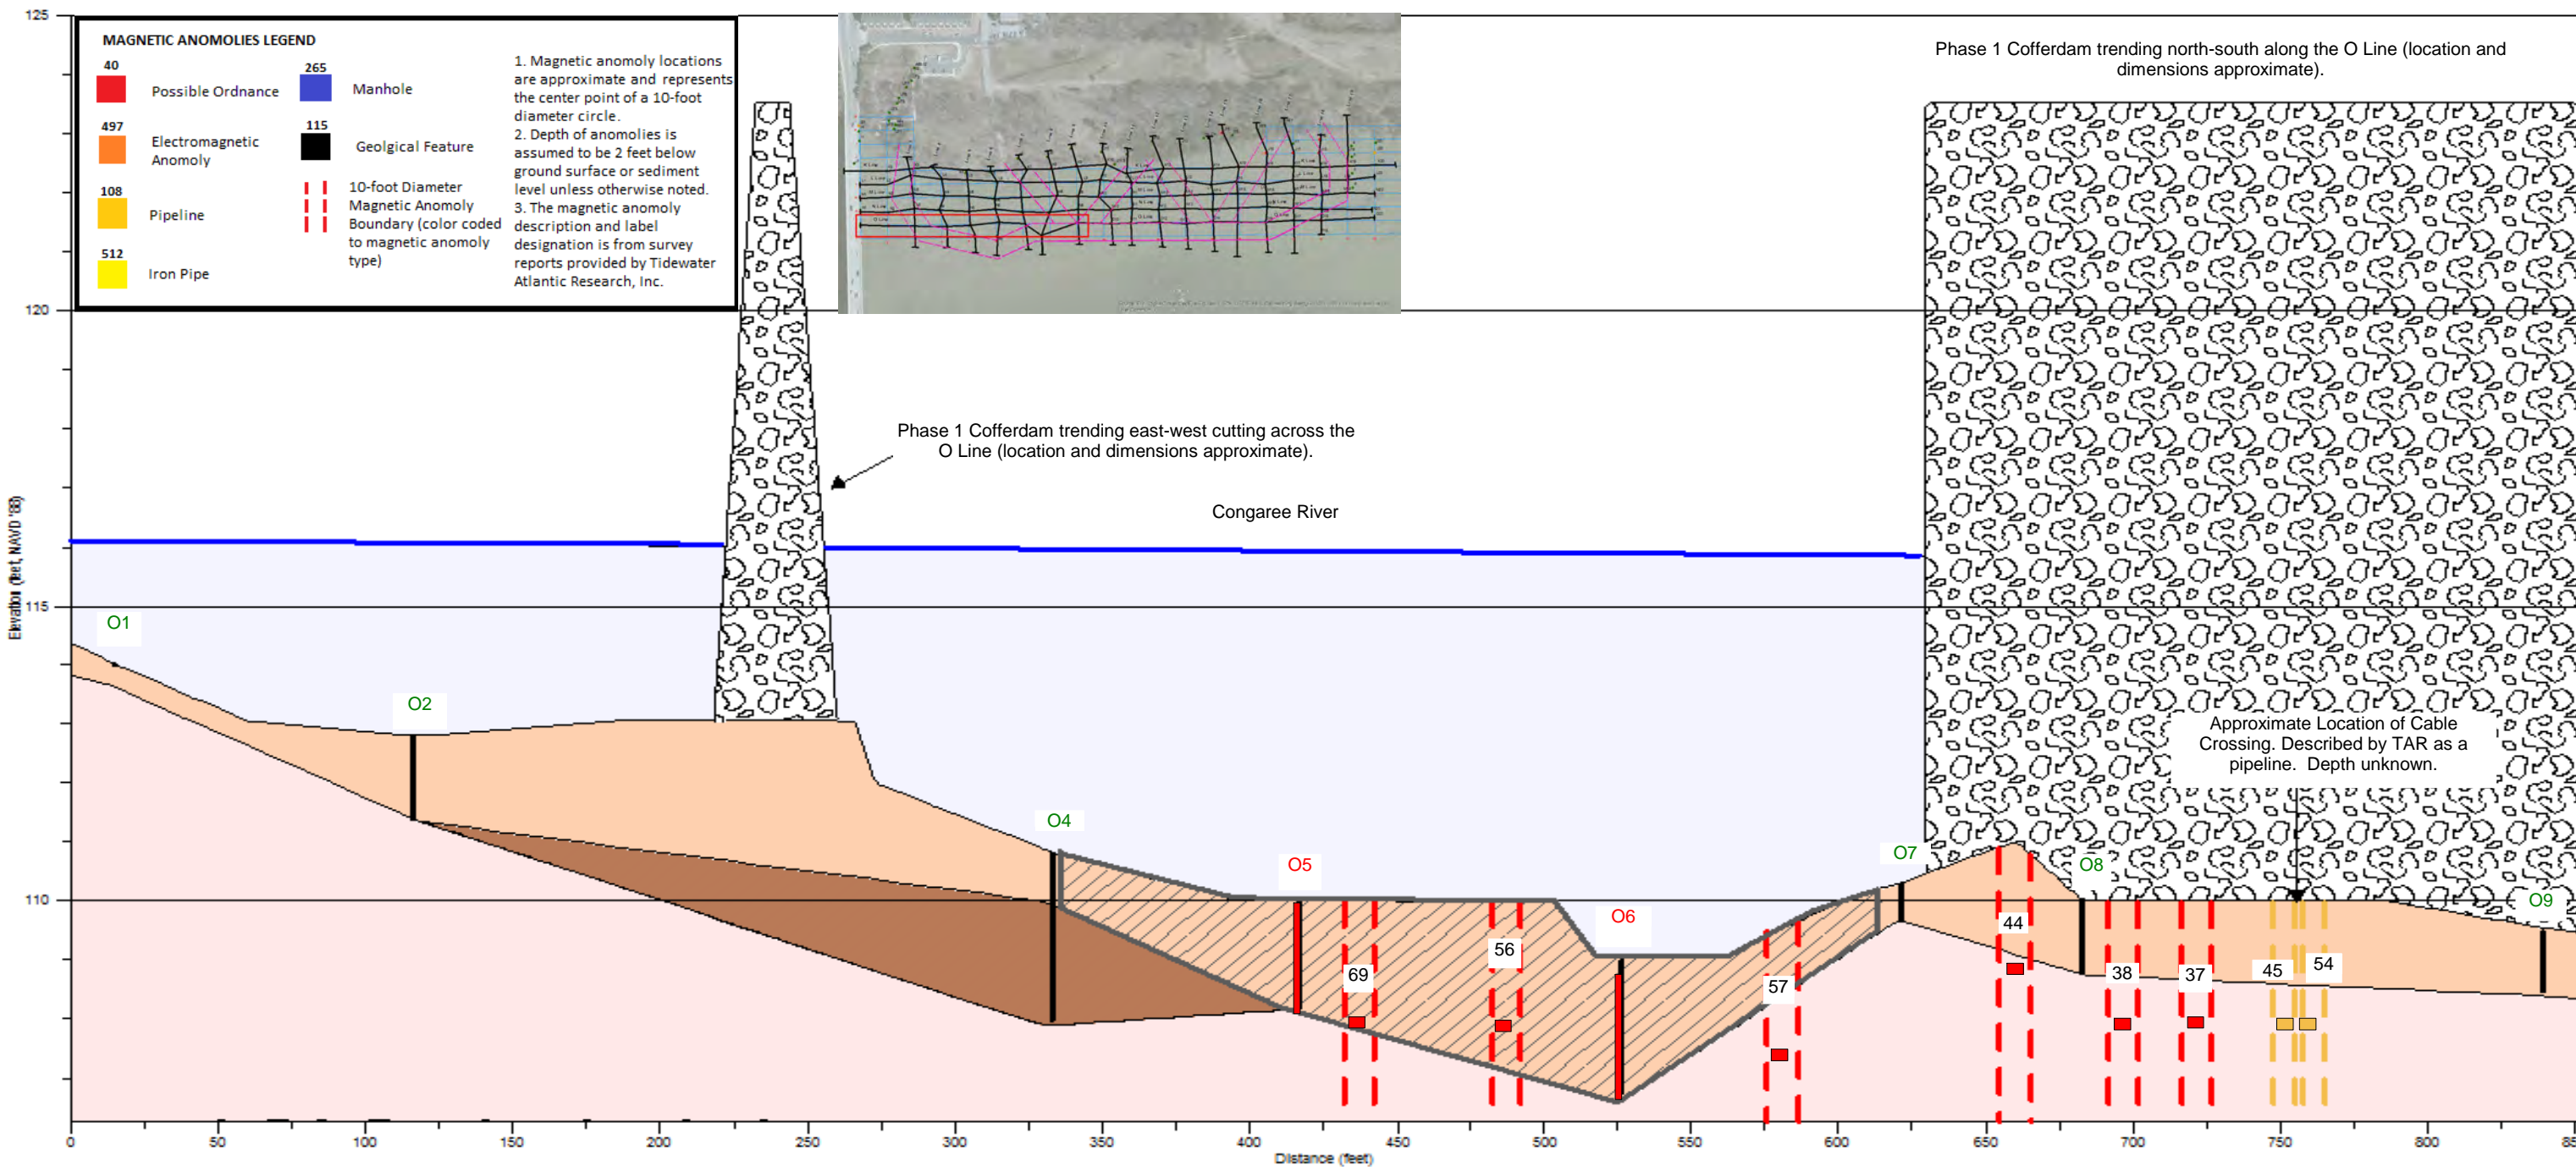 125
MAGNETIC ANOMALIES LEGEND
40
Possible Ordnance
497
Electromagnetic
Anomoly
108
Pipeline
512
Iron Pipe
265
Manhole
115
Geolgical Feature
10-foot Diameter
Magnetic Anomoly
Boundary (color coded
to magnetic anomoly
type)
1. Magnetic anomoly locations
are approximate and represents
the center point of a 10-foot
diameter circle.
2. Depth of anomolies is
assumed to be 2 feet below
ground surface or sediment
level unless otherwise noted.
3. The magnetic anomoly
description and label
designation is from survey
reports provided by Tidewater
Atlantic Research, Inc.
Phase 1 Cofferdam trending north-south along the O Line (location and
dimensions approximate).
120
Phase 1 Cofferdam trending east-west cutting across the
O Line (location and dimensions approximate).
Congaree River
Elevation (feet, NAVD '88)
115
O1
O2
O4
O5
O6
O7
O8
O9
Approximate Location of Cable
Crossing. Described by TAR as a
pipeline. Depth unknown.
110
69
56
57
44
38
37
45
54
0
50
100
150
200
250
300
350
400
450
500
550
600
650
700
750
800
Distance (feet)